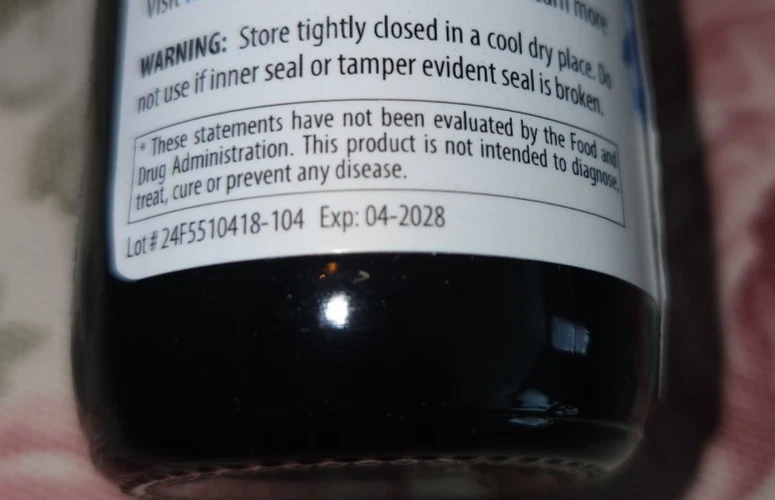 more
WARNING: Store tightly closed in a cool dry place. Do
not use if inner seal or tamper evident seal is broken.
* These statements have not been evaluated by the Food and
Drug Administration. This product is not intended to diagnose,
treat, cure or prevent any disease.
Lot # 24F5510418-104 Exp: 04-2028